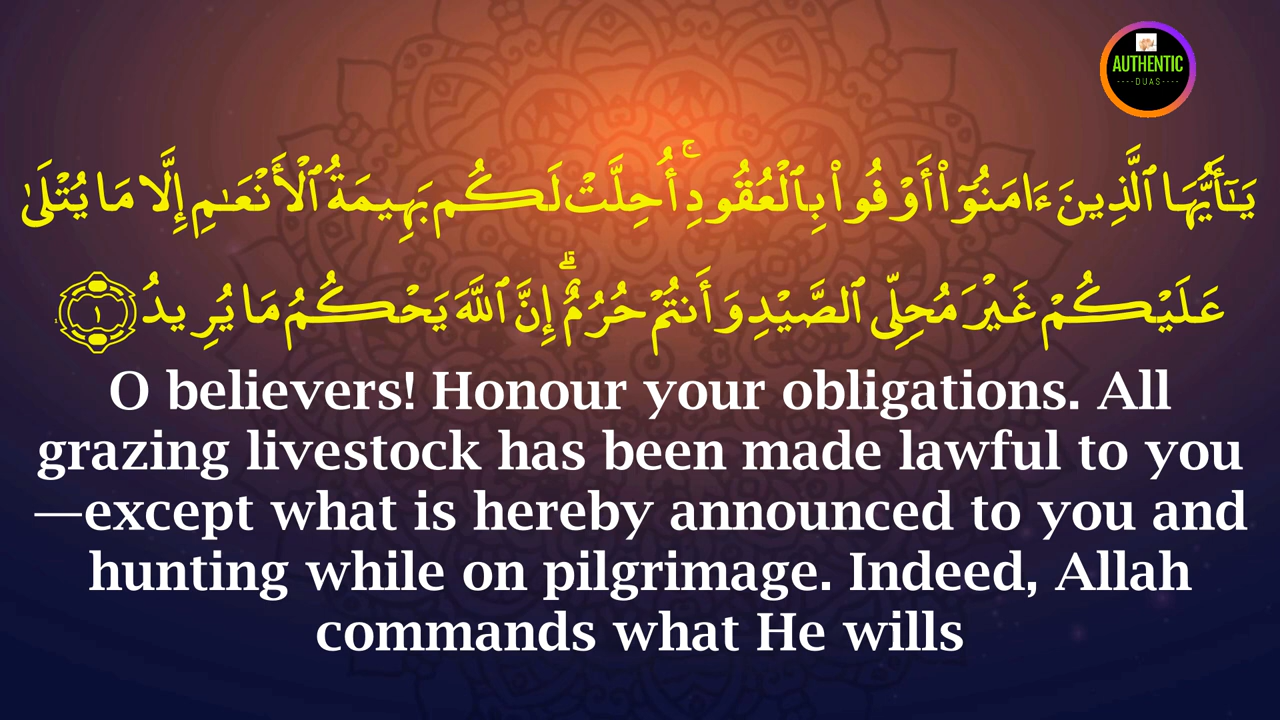 AUTHENTIC
----DUAS----
يَـٰٓأَيُّهَا ٱلَّذِينَ ءَامَنُوٓا۟ أَوْفُوا۟ بِٱلْعُقُودِ ۚ أُحِلَّتْ لَكُم بَهِيمَةُ ٱلْأَنْعَـٰمِ إِلَّا مَا يُتْلَىٰ
عَلَيْكُمْ غَيْرَ مُحِلِّى ٱلصَّيْدِ وَأَنتُمْ حُرُمٌ ۗ إِنَّ ٱللَّهَ يَحْكُمُ مَا يُرِيدُ ١
O believers! Honour your obligations. All
grazing livestock has been made lawful to you
—except what is hereby announced to you and
hunting while on pilgrimage. Indeed, Allah
commands what He wills